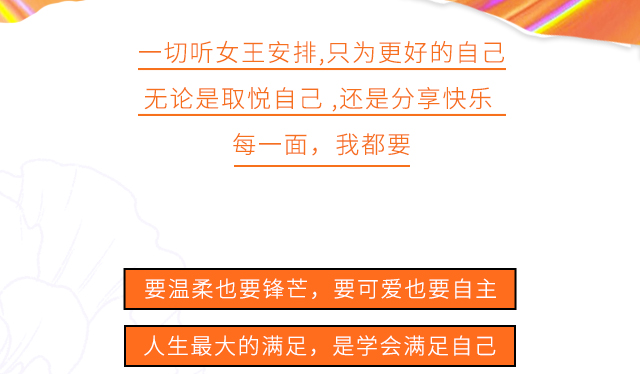 一切听女王安排,只为更好的自己
无论是取悦自己 ,还是分享快乐
每一面，我都要
要温柔也要锋芒，要可爱也要自主
人生最大的满足，是学会满足自己